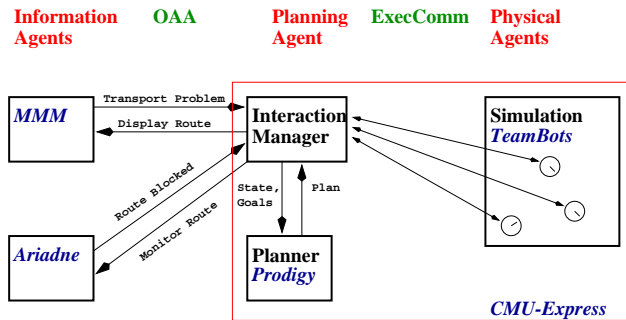 Information Agents
OAA
Planning Agent
ExecComm
Physical Agents
MMM
Transport Problem
Display Route
Interaction Manager
Simulation
TeamBots
Route Blocked
Monitor Route
State, Goals
Plan
Ariadne
Planner
Prodigy
CMU-Express